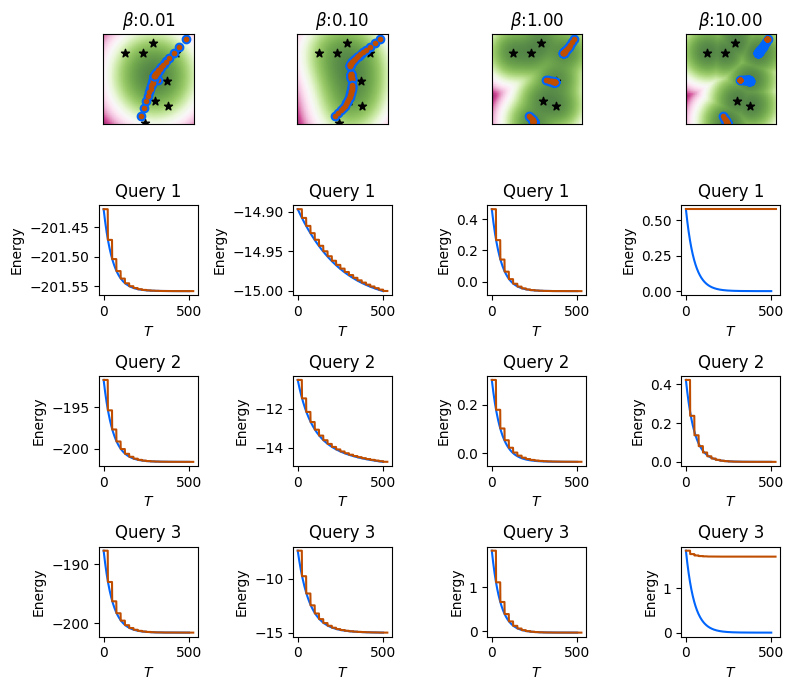 β:0.01 β:0.10 β:1.00 β:10.00
Query 1 Query 1 Query 1 Query 1
Energy −201.45 −201.50 −201.55 0 500 T
Energy −14.90 −14.95 −15.00 0 500 T
Energy 0.4 0.2 0.0 0 500 T
Energy 0.50 0.25 0.00 0 500 T
Query 2 Query 2 Query 2 Query 2
Energy −195 −200 0 500 T
Energy −12 −14 0 500 T
Energy 0.2 0.0 0 500 T
Energy 0.4 0.2 0.0 0 500 T
Query 3 Query 3 Query 3 Query 3
Energy −190 −200 0 500 T
Energy −10 −15 0 500 T
Energy 1 0 0 500 T
Energy 1 0 0 500 T